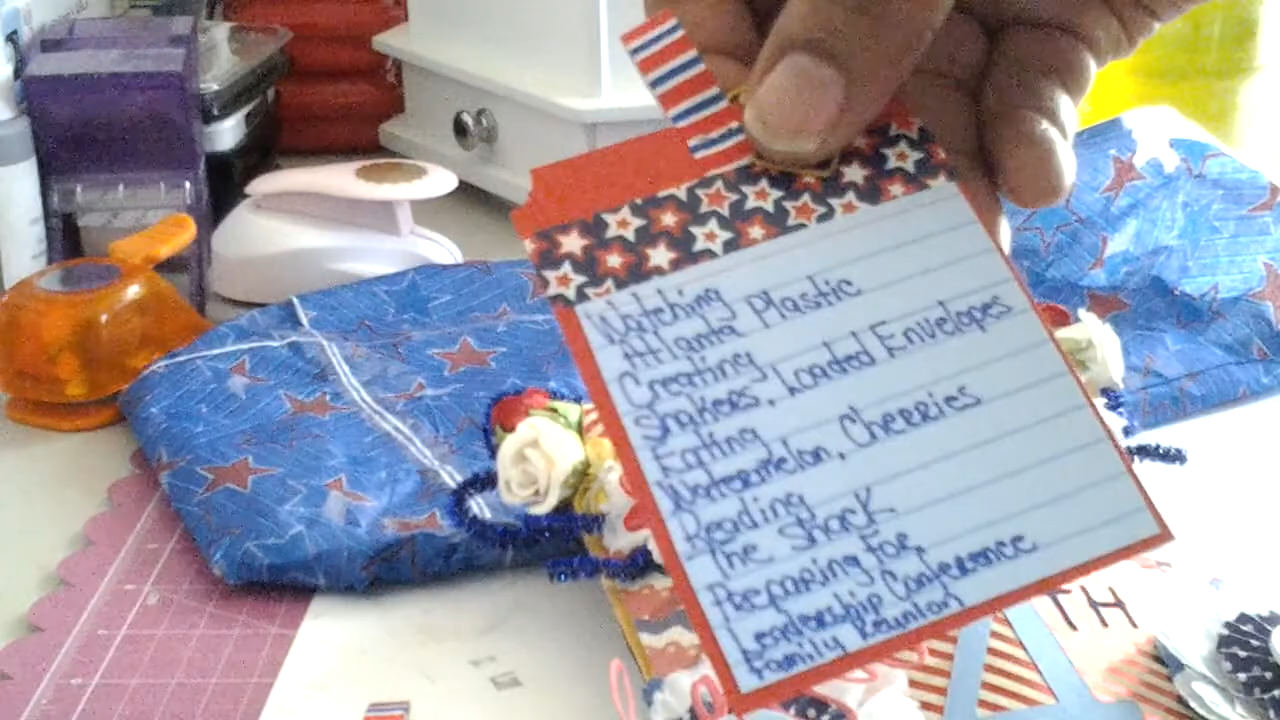 Watching
Atlanta Plastic
Creating
Shakers, Loaded Envelopes
Eating
Watermelon, Cherries
Reading
The Shack
Preparing for
Leadership Conference
Family Reunion
TH